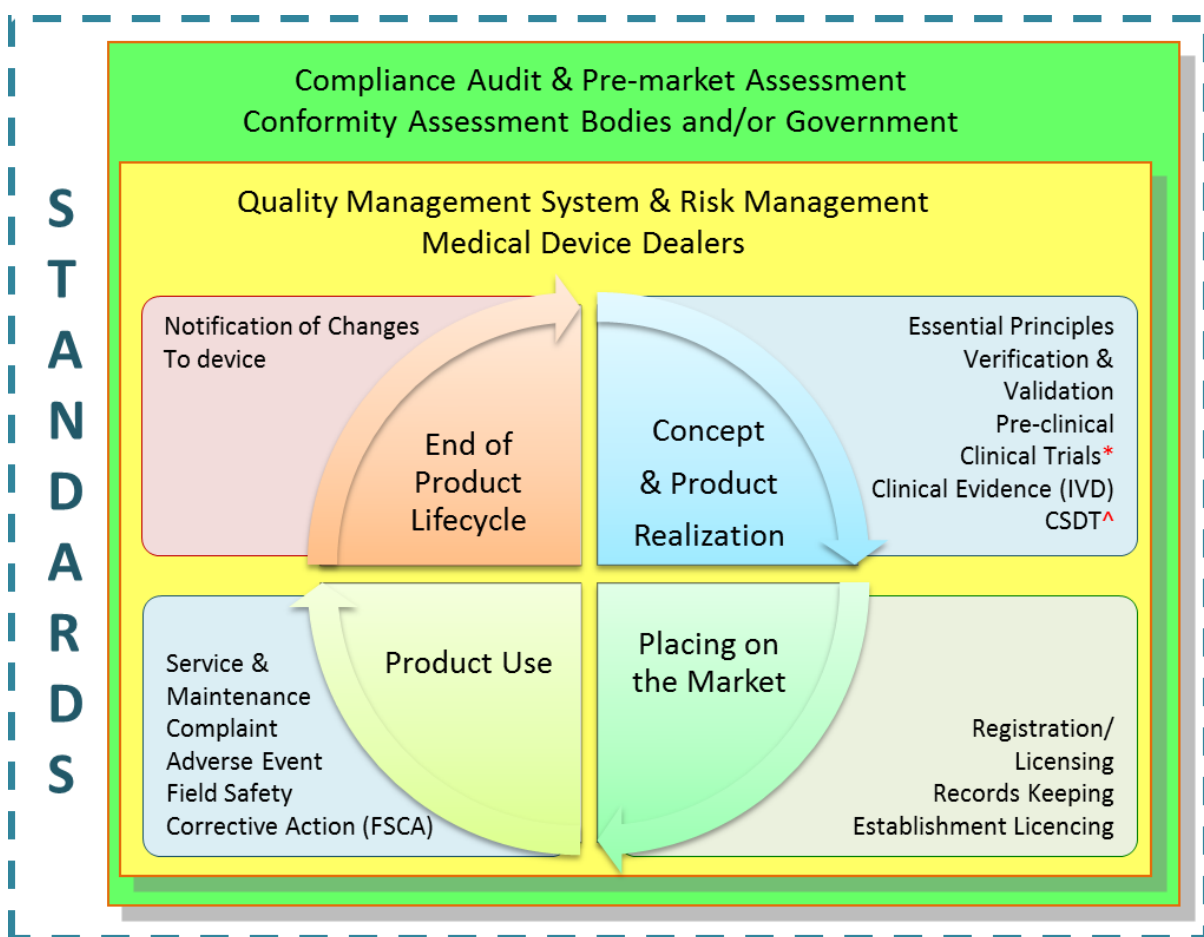 STANDARDS
Compliance Audit & Pre-market Assessment
Conformity Assessment Bodies and/or Government
Quality Management System & Risk Management
Medical Device Dealers
Notification of Changes
To device
End of
Product
Lifecycle
Concept
& Product
Realization
Essential Principles
Verification &
Validation
Pre-clinical
Clinical Trials*
Clinical Evidence (IVD)
CSDT^
Service &
Maintenance
Complaint
Adverse Event
Field Safety
Corrective Action (FSCA)
Product Use
Placing on
the Market
Registration/
Licensing
Records Keeping
Establishment Licencing